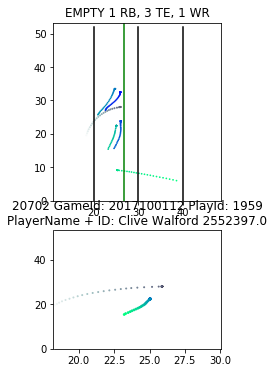 EMPTY 1 RB, 3 TE, 1 WR
50
40
30
20
10
0
20 30 40
20702 GameId: 2017100112 PlayId: 1959
PlayerName + ID: Clive Walford 2552397.0
40
20
0
20.0 22.5 25.0 27.5 30.0